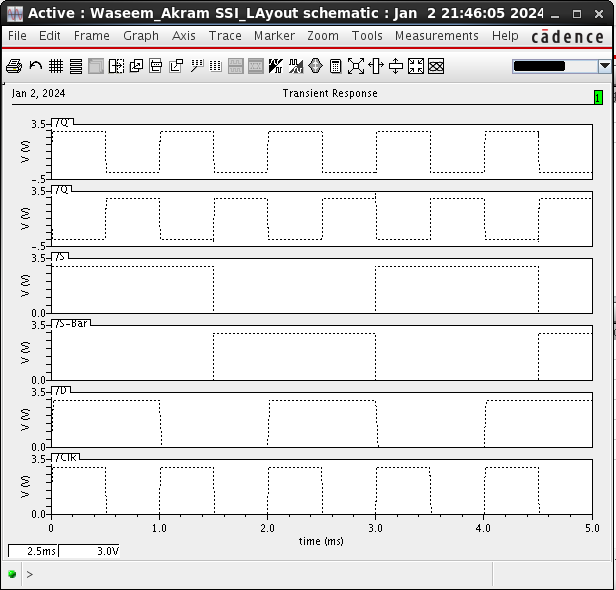 Active : Waseem_Akram SSI_LAyout schematic : Jan 2 21:46:05 2024
File Edit Frame Graph Axis Trace Marker Zoom Tools Measurements Help cādence
Jan 2, 2024 Transient Response 1
3.5 /Q
V (V)
-.5
3.5 /Q
V (V)
-.5
3.5 /S
V (V)
0.0
3.5 /S-Bar
V (V)
0.0
3.5 /D
V (V)
0.0
3.5 /Clk
V (V)
0.0
0 1.0 2.0 3.0 4.0 5.0
time (ms)
2.5ms 3.0V
>